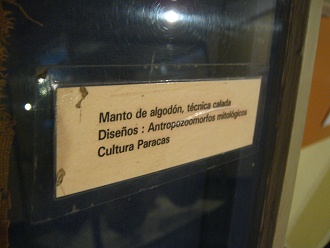 Manto de algodón, técnica calada
Diseños : Antropozoomorfos mitológicos
Cultura Paracas